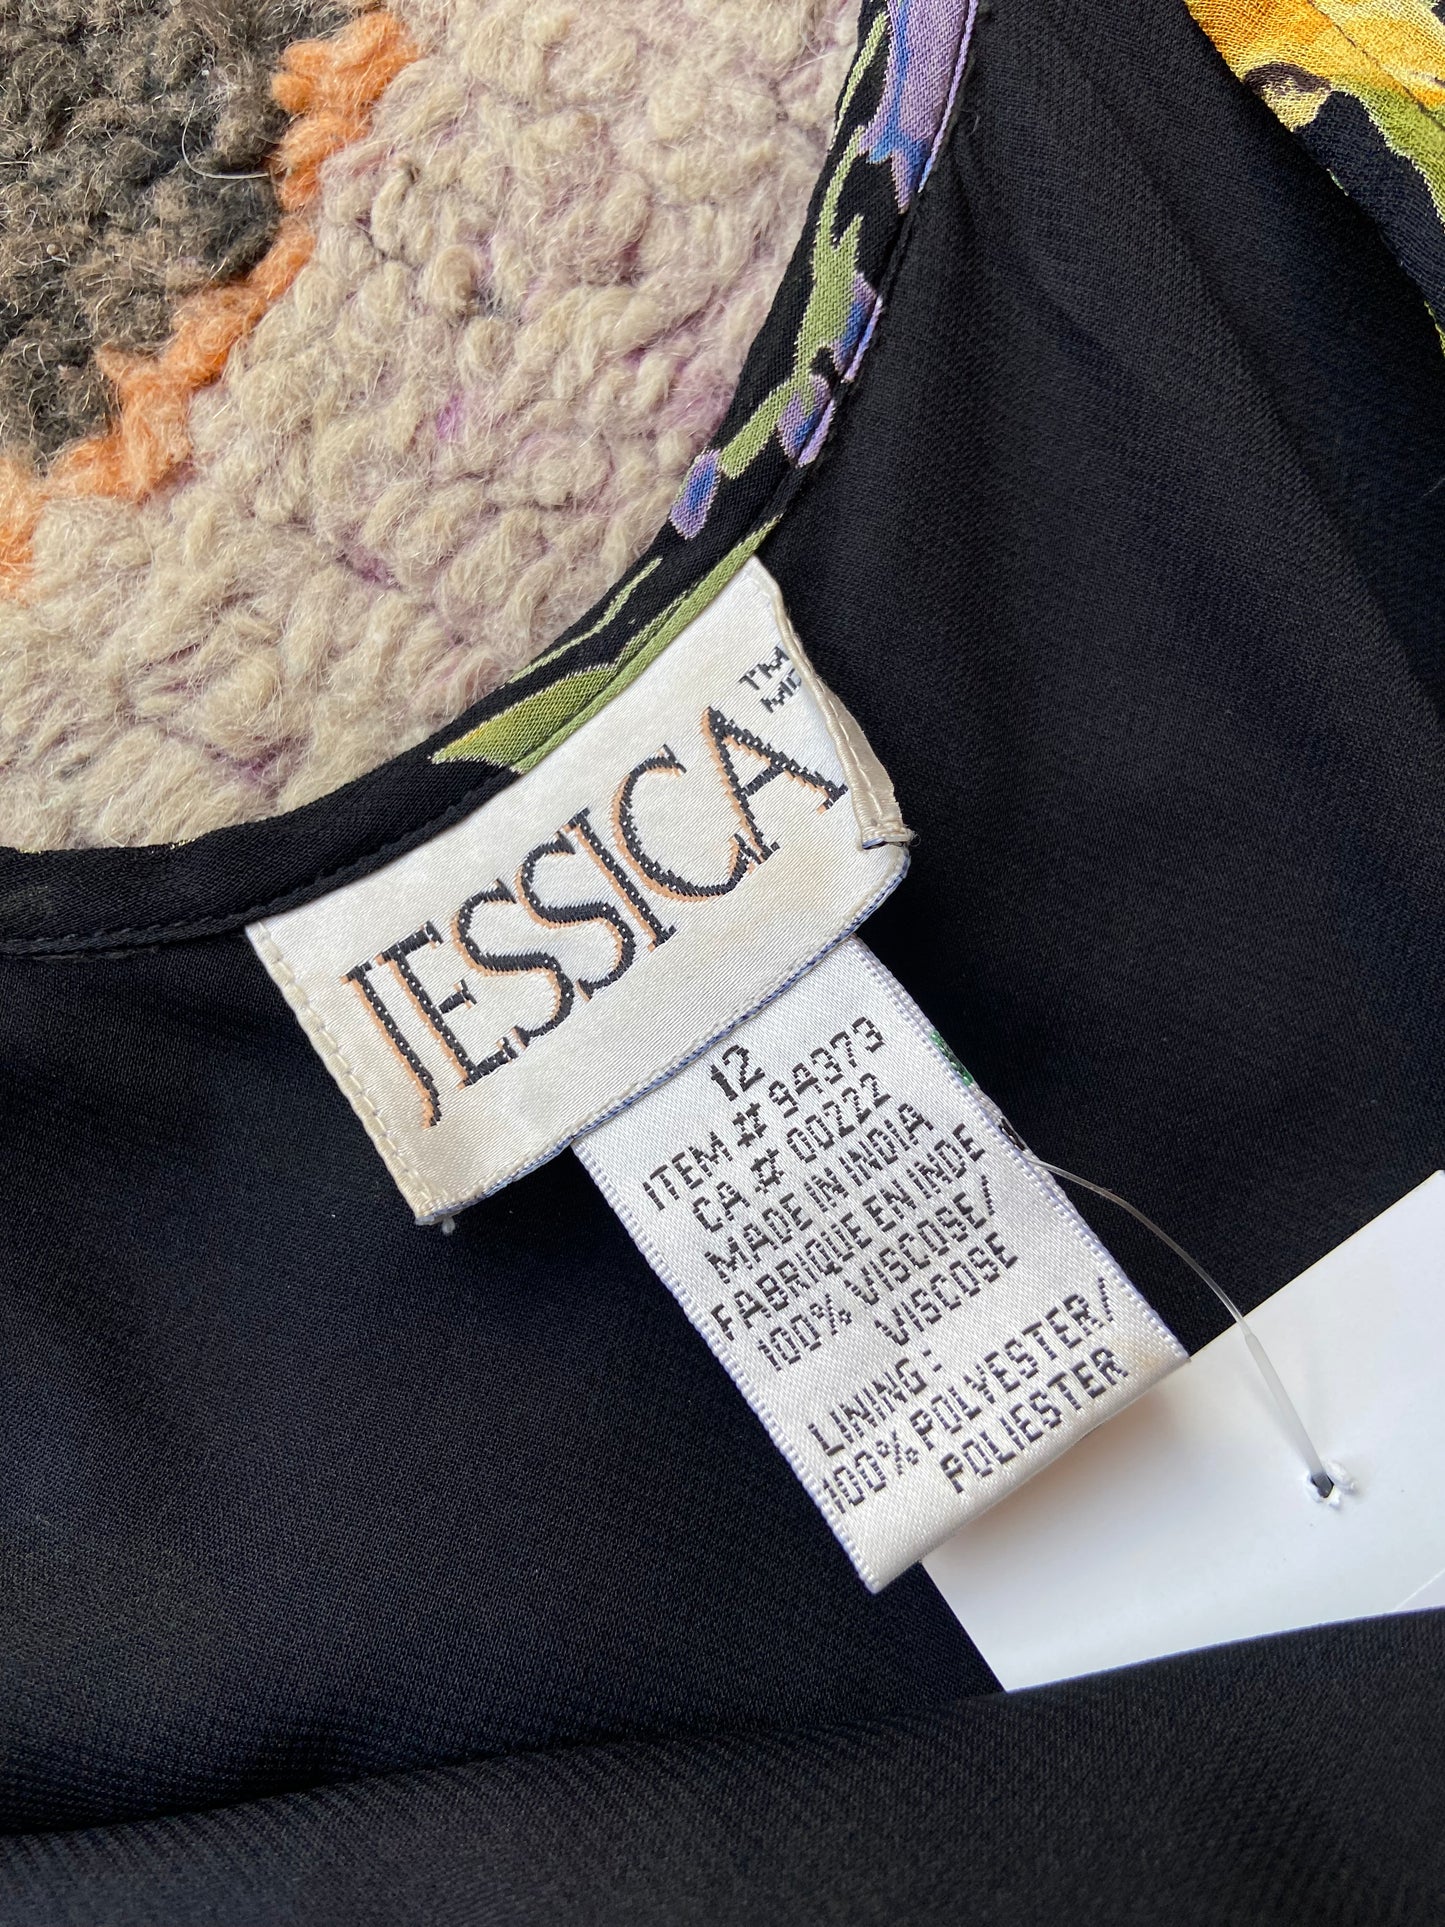 TM
MD
JESSICA
12
ITEM # 94373
CA # 00222
MADE IN INDIA
FABRIQUE EN INDE
100% VISCOSE/
VISCOSE
LINING :
100% POLYESTER/
POLIESTER